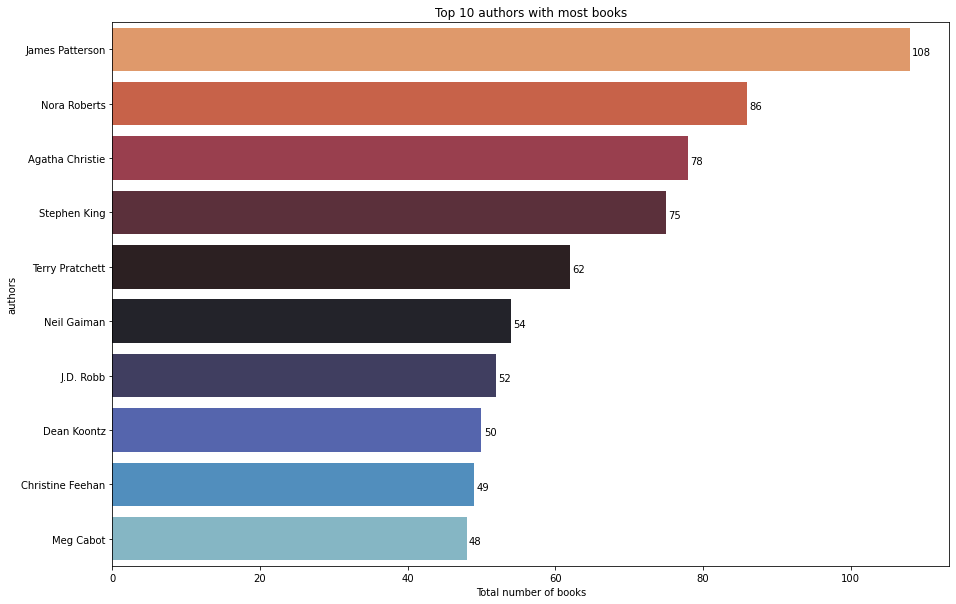 Top 10 authors with most books
authors
James Patterson 108
Nora Roberts 86
Agatha Christie 78
Stephen King 75
Terry Pratchett 62
Neil Gaiman 54
J.D. Robb 52
Dean Koontz 50
Christine Feehan 49
Meg Cabot 48
0 20 40 60 80 100
Total number of books